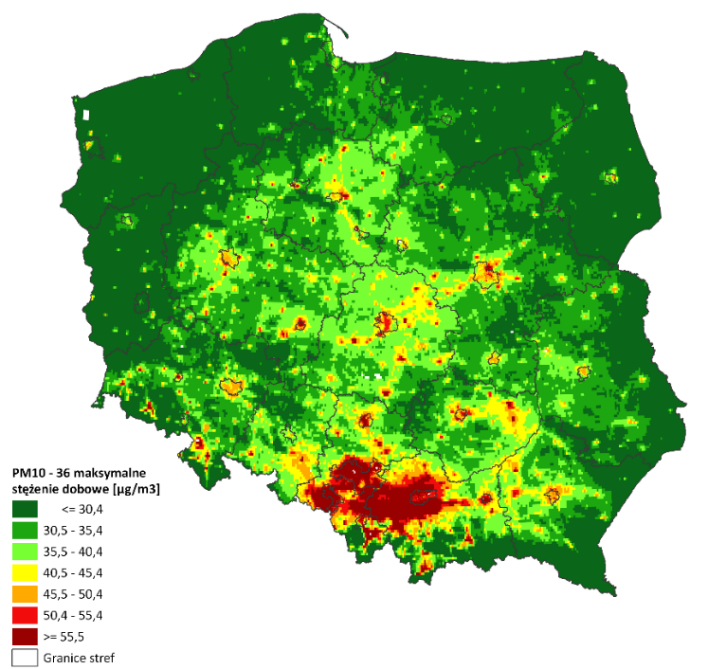 PM10 - 36 maksymalne
stężenie dobowe [µg/m3]
<= 30,4
30,5 - 35,4
35,5 - 40,4
40,5 - 45,4
45,5 - 50,4
50,4 - 55,4
>= 55,5
Granice stref